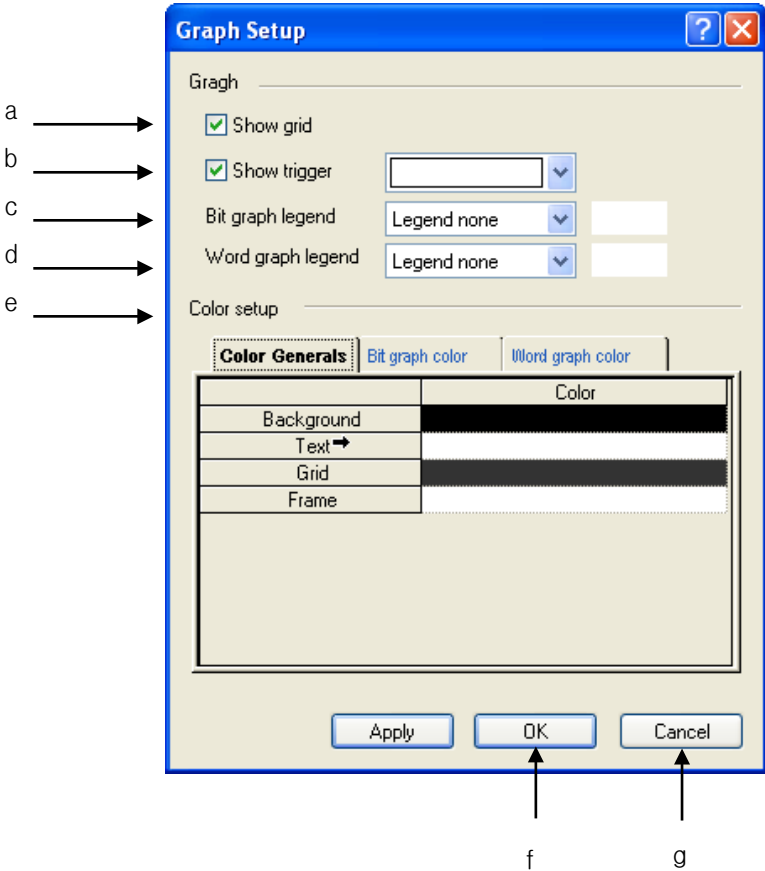 Graph Setup
Gragh
a
Show grid
b
Show trigger
c
Bit graph legend Legend none
d
Word graph legend Legend none
e
Color setup
Color Generals Bit graph color Word graph color
Color
Background
Text
Grid
Frame
Apply OK Cancel
f g